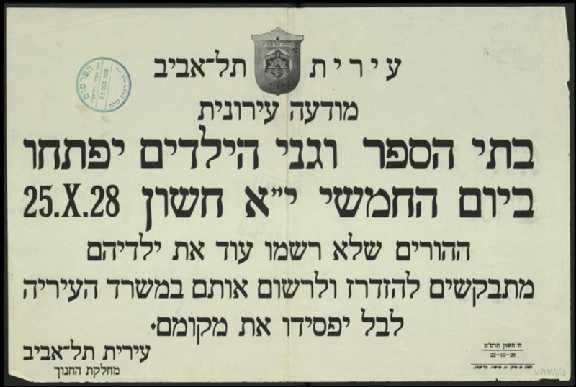 עירית תל־אביב
מודעה עירונית
בתי הספר וגני הילדים יפתחו
ביום החמשי י״א חשון 25.X.28
ההורים שלא רשמו עוד את ילדיהם
מתבקשים להזדרז ולרשום אותם במשרד העיריה
לבל יפסידו את מקומם.
עירית תל־אביב
מחלקת החנוך